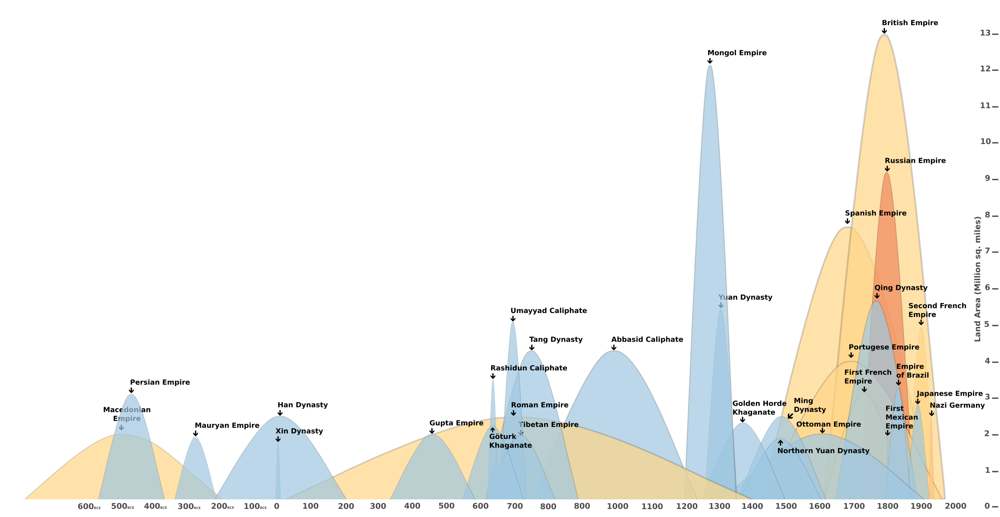 British Empire
13
Mongol Empire
12
11
10
Russian Empire
9
Spanish Empire
8
7
Land Area (Million sq. miles)
Qing Dynasty
6
Yuan Dynasty
Second French
Empire
Umayyad Caliphate
5
Tang Dynasty
Abbasid Caliphate
Portugese Empire
4
Rashidun Caliphate
Empire
of Brazil
First French
Empire
Persian Empire
Japanese Empire
3
Macedonian
Empire
Han Dynasty
Roman Empire
Golden Horde
Khaganate
Ming
Dynasty
Nazi Germany
First
Mexican
Empire
Mauryan Empire
Xin Dynasty
Gupta Empire
Tibetan Empire
Ottoman Empire
2
Göturk
Khaganate
Northern Yuan Dynasty
1
600BCE 500BCE 400BCE 300BCE 200BCE 100BCE 0 100 200 300 400 500 600 700 800 800 1000 1100 1200 1300 1400 1500 1600 1700 1800 1900 2000 0